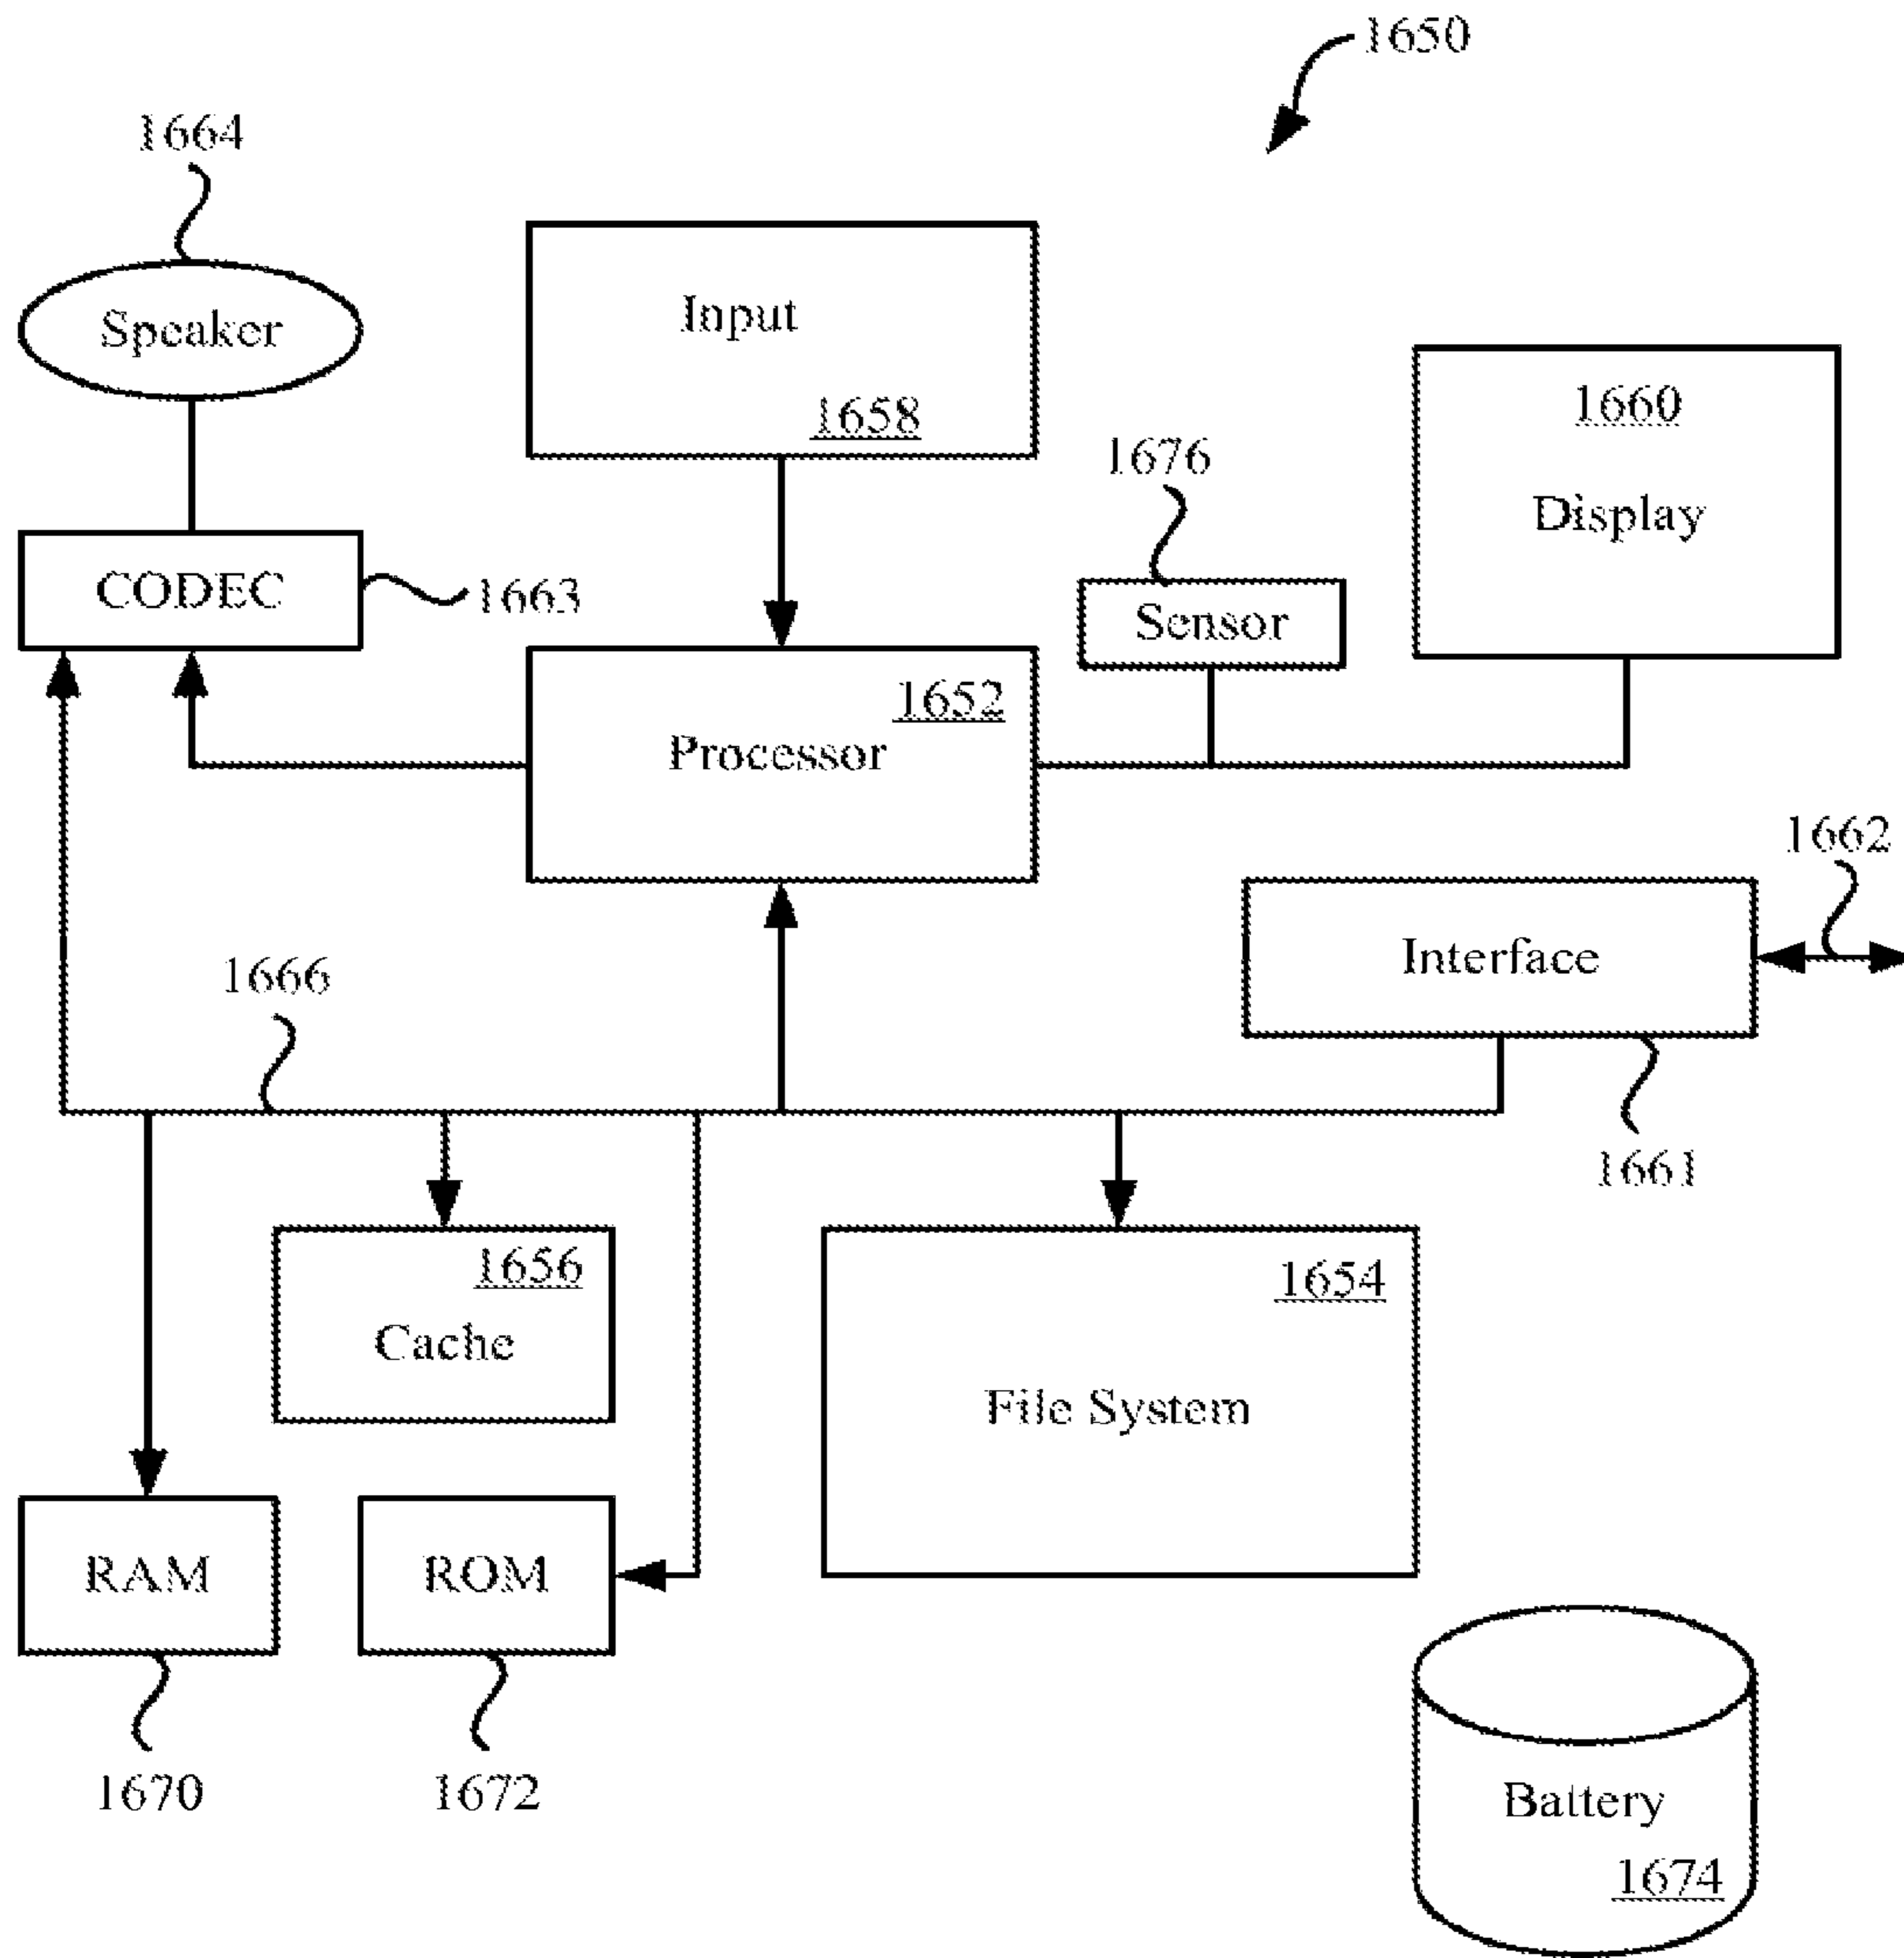 1650
1664
Speaker
Input
1658
1660
Display
1676
Sensor
CODEC
1663
1652
Processor
1662
Interface
1666
1661
1656
Cache
1654
File System
RAM
ROM
1670
1672
Battery
1674